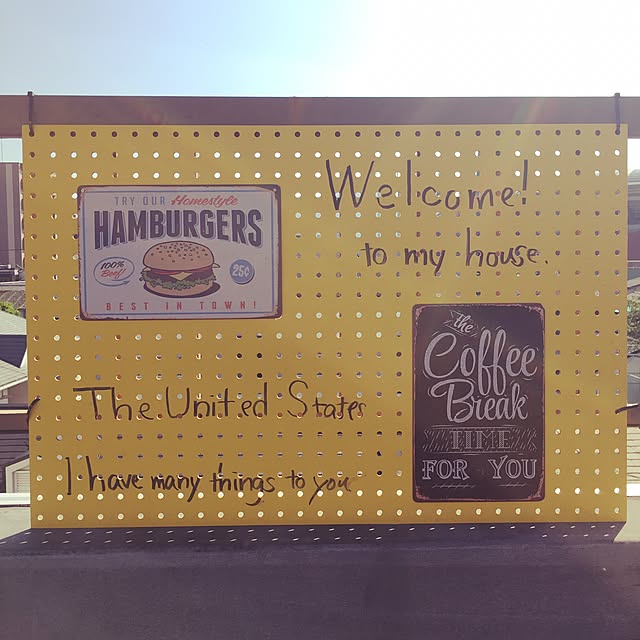 TRY OUR Homestyle
HAMBURGERS
100%
Beef!
25¢
BEST IN TOWN!
Welcome!
to my house.
the
Coffee
Break
TIME
FOR YOU
The United States
I have many things to you